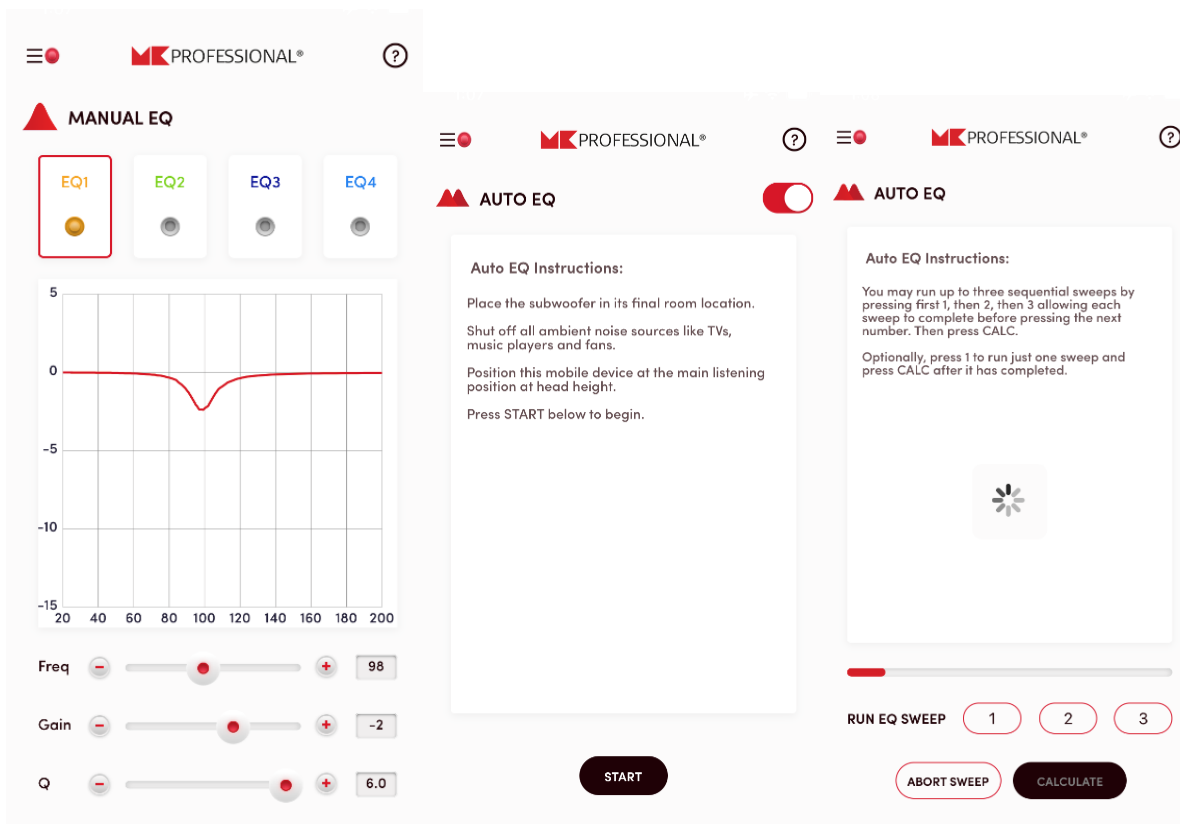 MK PROFESSIONAL®
?
MANUAL EQ
EQ1
EQ2
EQ3
EQ4
5
0
-5
-10
-15
20 40 60 80 100 120 140 160 180 200
Freq - + 98
Gain - + -2
Q - + 6.0
MK PROFESSIONAL®
?
AUTO EQ
Auto EQ Instructions:
Place the subwoofer in its final room location.
Shut off all ambient noise sources like TVs,
music players and fans.
Position this mobile device at the main listening
position at head height.
Press START below to begin.
START
MK PROFESSIONAL®
?
AUTO EQ
Auto EQ Instructions:
You may run up to three sequential sweeps by
pressing first 1, then 2, then 3 allowing each
sweep to complete before pressing the next
number. Then press CALC.
Optionally, press 1 to run just one sweep and
press CALC after it has completed.
RUN EQ SWEEP 1 2 3
ABORT SWEEP CALCULATE